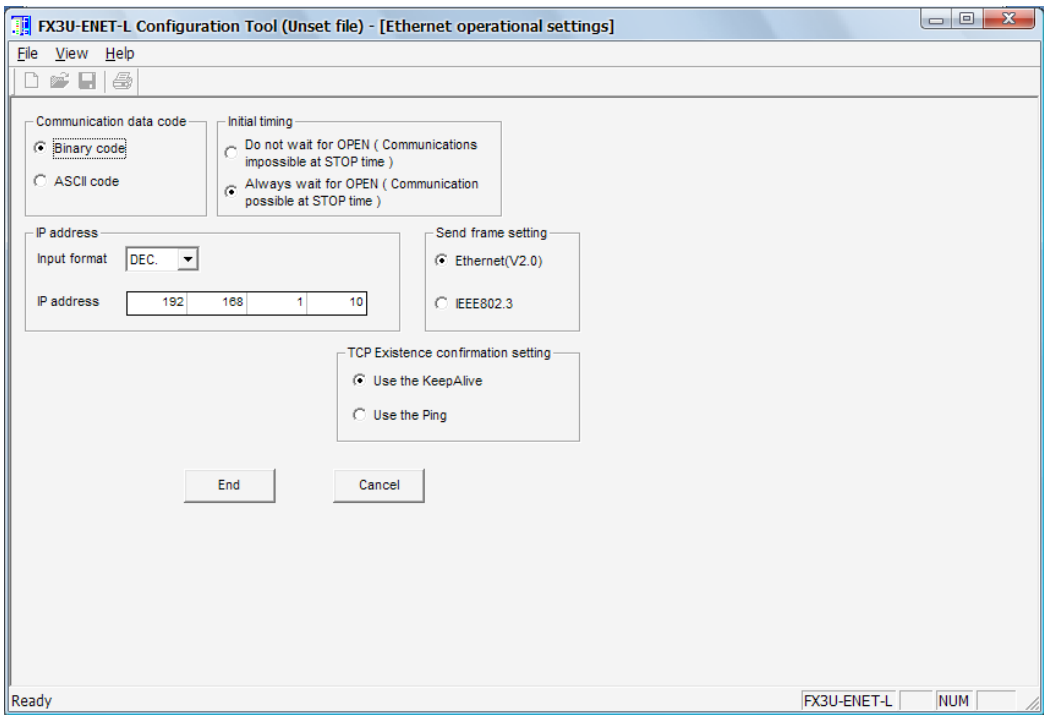 FX3U-ENET-L Configuration Tool (Unset file) - [Ethernet operational settings]
File View Help
Communication data code
Binary code
ASCII code
Initial timing
Do not wait for OPEN ( Communications
impossible at STOP time )
Always wait for OPEN ( Communication
possible at STOP time )
IP address
Input format DEC.
IP address 192 168 1 10
Send frame setting
Ethernet(V2.0)
IEEE802.3
TCP Existence confirmation setting
Use the KeepAlive
Use the Ping
End Cancel
Ready FX3U-ENET-L NUM